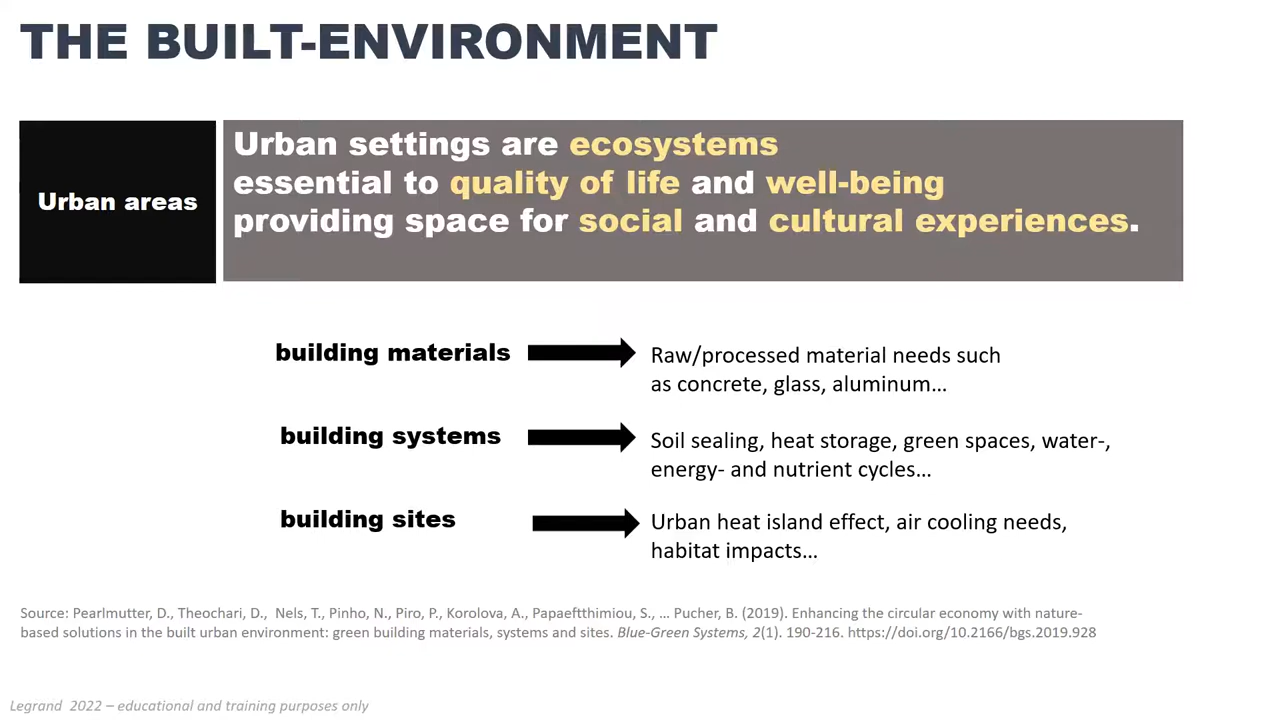 THE BUILT-ENVIRONMENT
Urban areas
Urban settings are ecosystems
essential to quality of life and well-being
providing space for social and cultural experiences.
building materials
Raw/processed material needs such
as concrete, glass, aluminum…
building systems
Soil sealing, heat storage, green spaces, water-,
energy- and nutrient cycles…
building sites
Urban heat island effect, air cooling needs,
habitat impacts…
Source: Pearlmutter, D., Theochari, D., Nels, T., Pinho, N., Piro, P., Korolova, A., Papaeftthimiou, S., … Pucher, B. (2019). Enhancing the circular economy with nature-
based solutions in the built urban environment: green building materials, systems and sites. Blue-Green Systems, 2(1). 190-216. https://doi.org/10.2166/bgs.2019.928
Legrand 2022 – educational and training purposes only